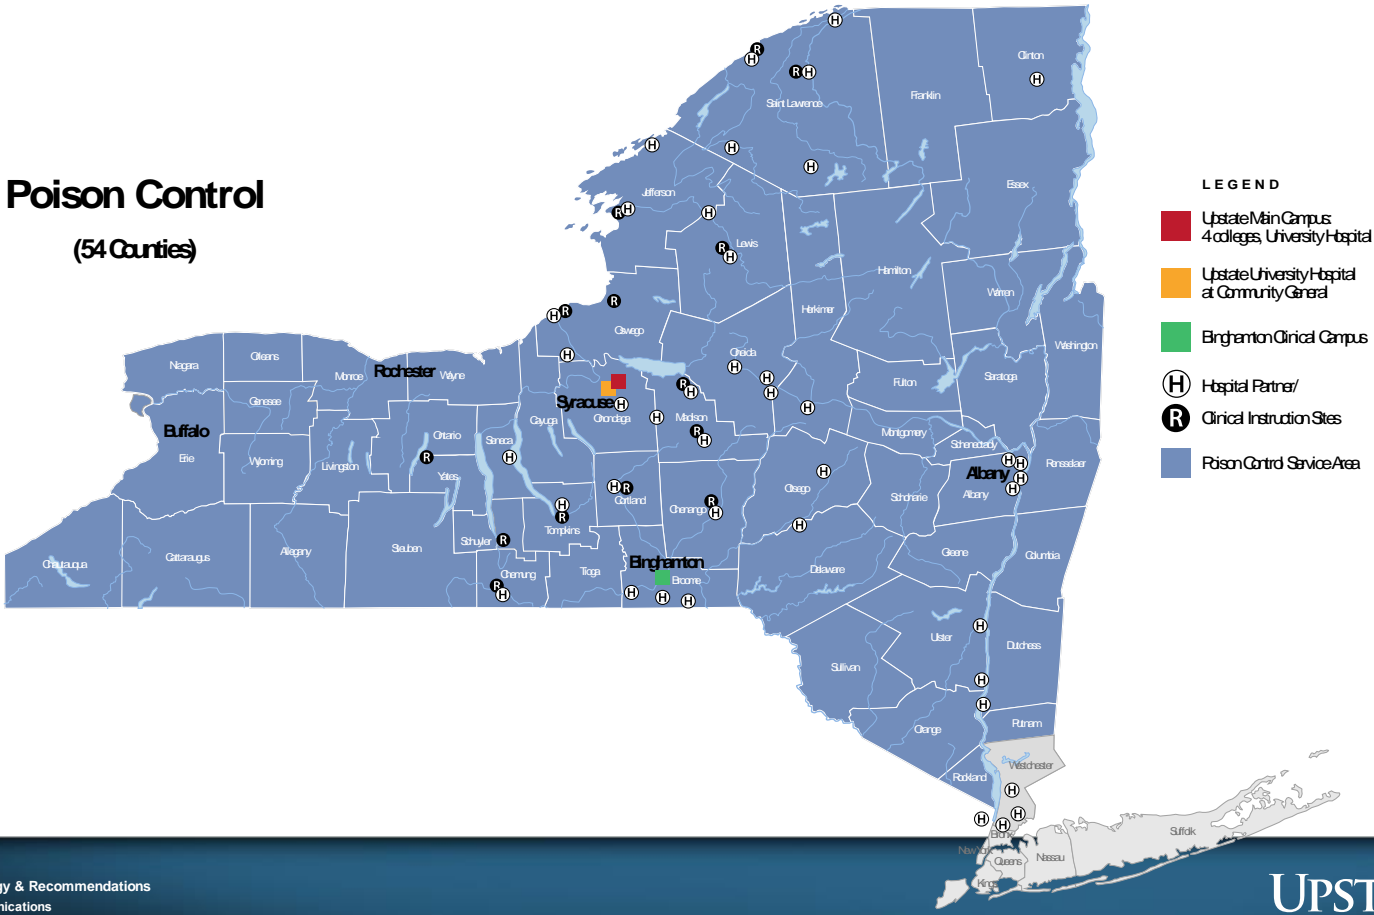 Poison Control
(54 Counties)
LEGEND
Upstate Main Campus:
4 colleges, University Hospital
Upstate University Hospital
at Community General
Binghamton Clinical Campus
H Hospital Partner/
R Clinical Instruction Sites
Poison Control Service Area
Clinton
Franklin
Saint Lawrence
Essex
Jefferson
Lewis
Hamilton
Warren
Herkimer
Oswego
Washington
Oneida
Niagara
Orleans
Monroe
Rochester
Wayne
Fulton
Saratoga
Genesee
Syracuse
Onondaga
Cayuga
Madison
Buffalo
Erie
Wyoming
Livingston
Ontario
Seneca
Montgomery
Schenectady
Rensselaer
Yates
Albany
Albany
Otsego
Schoharie
Cortland
Chenango
Tompkins
Schuyler
Steuben
Allegany
Cattaraugus
Chautauqua
Chemung
Tioga
Binghamton
Broome
Delaware
Greene
Columbia
Ulster
Dutchess
Sullivan
Orange
Putnam
Rockland
Westchester
Bronx
New York
Queens
Kings
Nassau
Suffolk
gy & Recommendations
nications
UPST